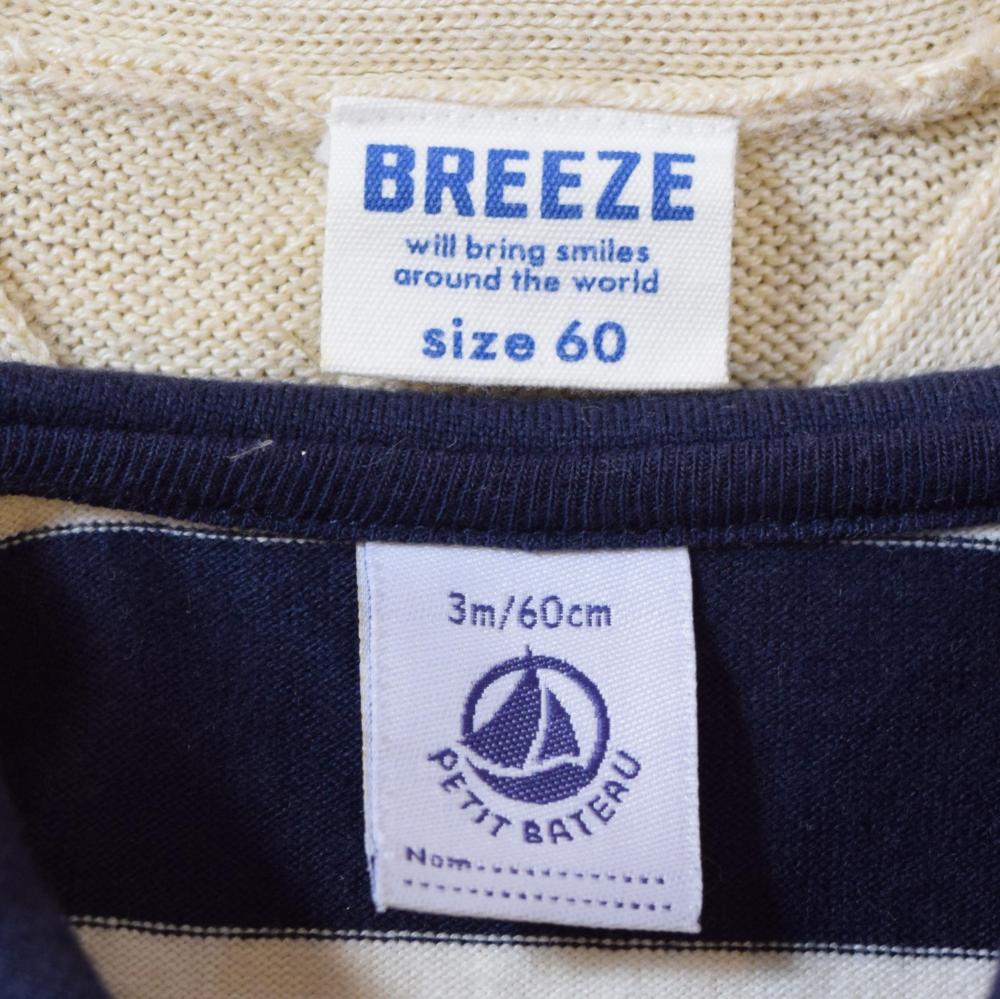 BREEZE
will bring smiles
around the world
size 60
3m/60cm
PETIT BATEAU
Nom